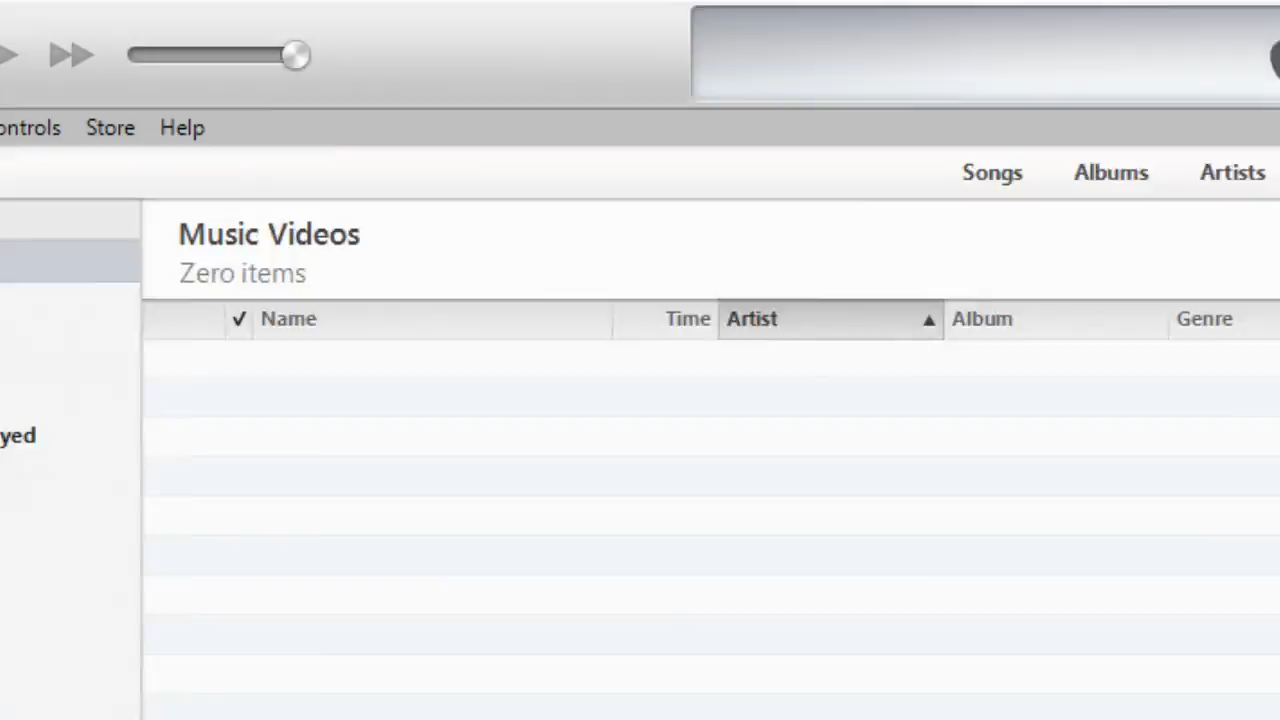 ontrols Store Help
Songs Albums Artists
Music Videos
Zero items
✓ Name Time Artist ▲ Album Genre
yed